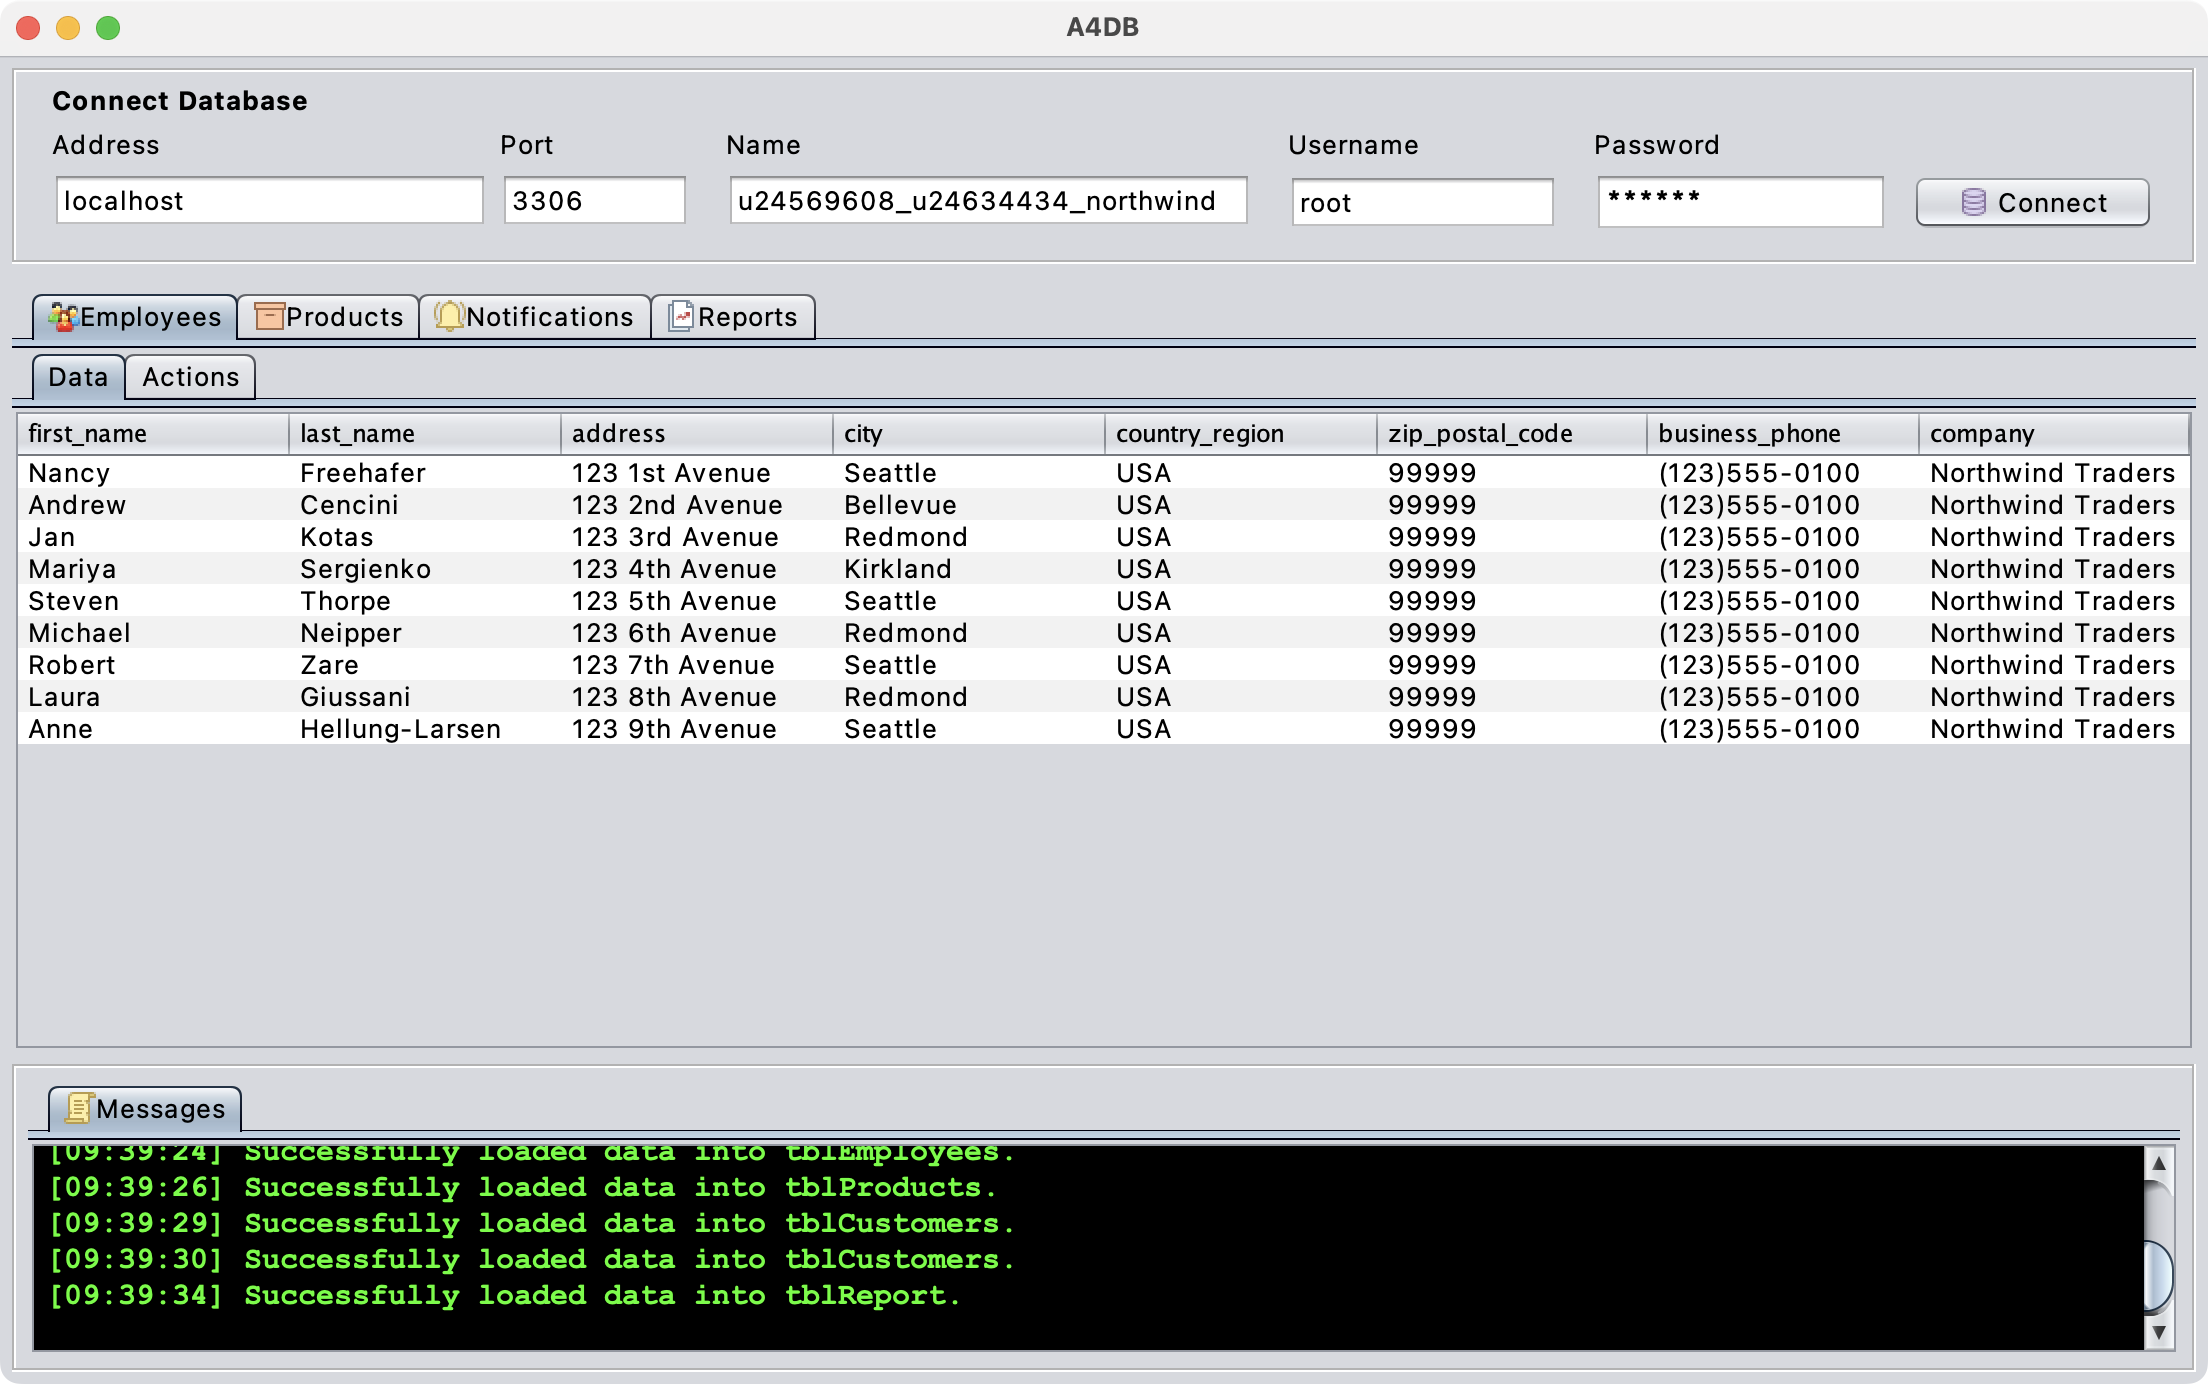 A4DB
Connect Database
Address Port Name Username Password
localhost 3306 u24569608_u24634434_northwind root ****** Connect
Employees Products Notifications Reports
Data Actions
first_name last_name address city country_region zip_postal_code business_phone company
Nancy Freehafer 123 1st Avenue Seattle USA 99999 (123)555-0100 Northwind Traders
Andrew Cencini 123 2nd Avenue Bellevue USA 99999 (123)555-0100 Northwind Traders
Jan Kotas 123 3rd Avenue Redmond USA 99999 (123)555-0100 Northwind Traders
Mariya Sergienko 123 4th Avenue Kirkland USA 99999 (123)555-0100 Northwind Traders
Steven Thorpe 123 5th Avenue Seattle USA 99999 (123)555-0100 Northwind Traders
Michael Neipper 123 6th Avenue Redmond USA 99999 (123)555-0100 Northwind Traders
Robert Zare 123 7th Avenue Seattle USA 99999 (123)555-0100 Northwind Traders
Laura Giussani 123 8th Avenue Redmond USA 99999 (123)555-0100 Northwind Traders
Anne Hellung-Larsen 123 9th Avenue Seattle USA 99999 (123)555-0100 Northwind Traders
Messages
[09:39:24] Successfully loaded data into tblEmployees.
[09:39:26] Successfully loaded data into tblProducts.
[09:39:29] Successfully loaded data into tblCustomers.
[09:39:30] Successfully loaded data into tblCustomers.
[09:39:34] Successfully loaded data into tblReport.